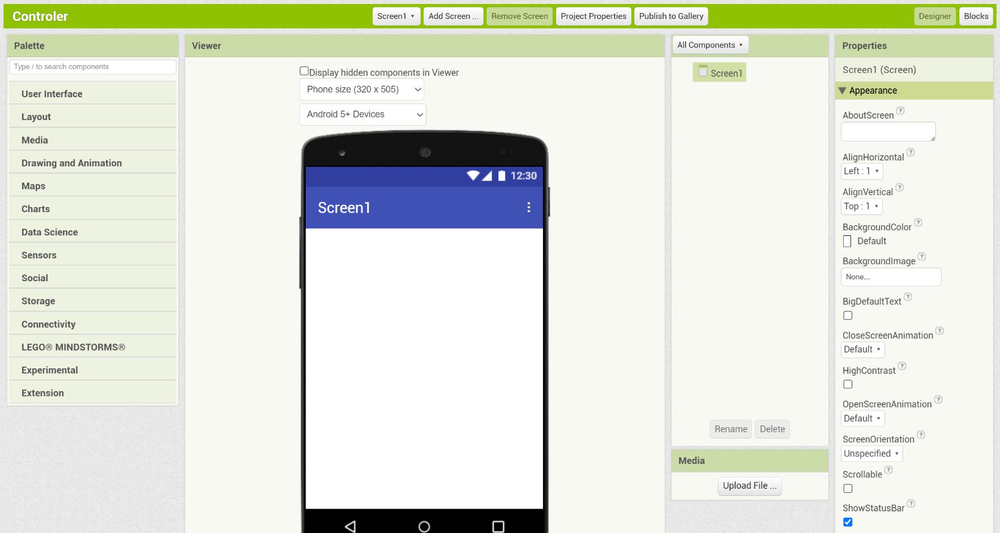 Controler
Screen1
Add Screen ...
Remove Screen
Project Properties
Publish to Gallery
Designer
Blocks
Palette
Type / to search components
User Interface
Layout
Media
Drawing and Animation
Maps
Charts
Data Science
Sensors
Social
Storage
Connectivity
LEGO® MINDSTORMS®
Experimental
Extension
Viewer
Display hidden components in Viewer
Phone size (320 x 505)
Android 5+ Devices
12:30
Screen1
All Components
Screen1
Rename
Delete
Media
Upload File ...
Properties
Screen1 (Screen)
Appearance
AboutScreen ?
AlignHorizontal ?
Left : 1
AlignVertical ?
Top : 1
BackgroundColor ?
Default
BackgroundImage ?
None...
BigDefaultText ?
CloseScreenAnimation ?
Default
HighContrast ?
OpenScreenAnimation ?
Default
ScreenOrientation ?
Unspecified
Scrollable ?
ShowStatusBar ?